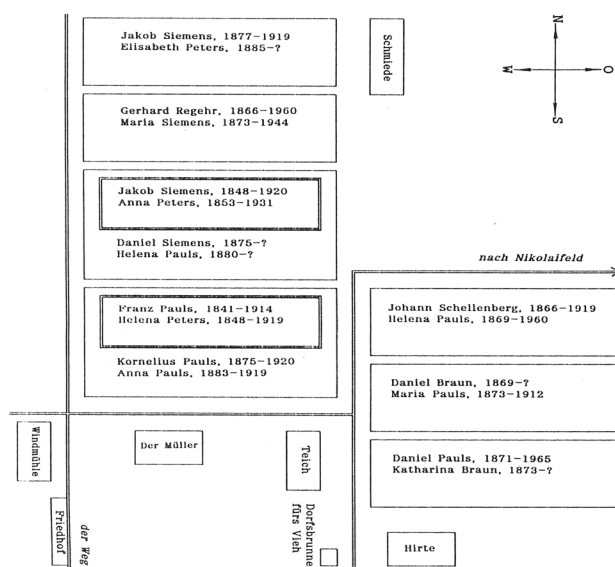 Jakob Siemens, 1877-1919
Elisabeth Peters, 1885-?
Schmiede
N
W
O
S
Gerhard Regehr, 1866-1960
Maria Siemens, 1873-1944
Jakob Siemens, 1848-1920
Anna Peters, 1853-1931
Daniel Siemens, 1875-?
Helena Pauls, 1880-?
nach Nikolaifeld
Franz Pauls, 1841-1914
Helena Peters, 1848-1919
Kornelius Pauls, 1875-1920
Anna Pauls, 1883-1919
Johann Schellenberg, 1866-1919
Helena Pauls, 1869-1960
Daniel Braun, 1869-?
Maria Pauls, 1873-1912
Daniel Pauls, 1871-1965
Katharina Braun, 1873-?
Windmühle
Der Müller
Teich
Friedhof
der Weg
Dorfsbrunne
fürs Vieh
Hirte